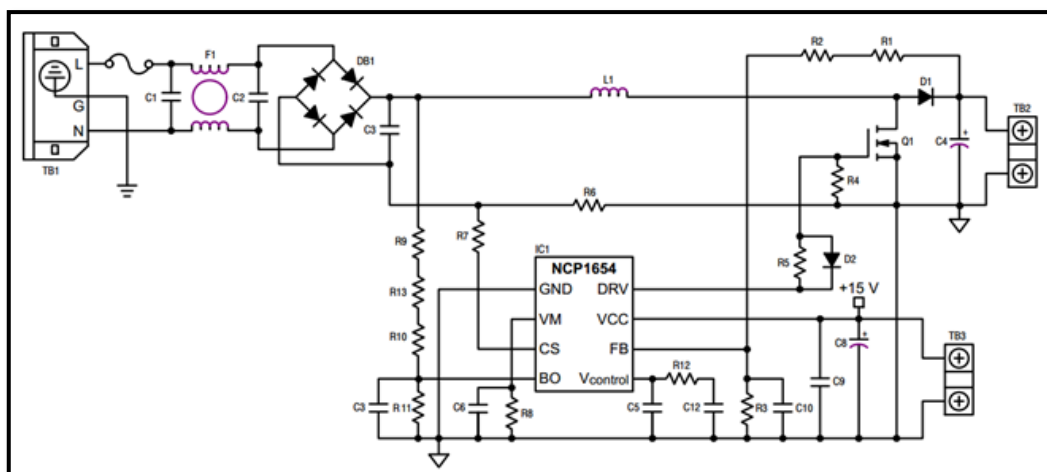 R2
R1
F1
DB1
L
L1
D1
TB2
C1
C2
G
C3
C4
+
Q1
N
TB1
R4
R6
R7
R9
IC1
NCP1654
R5
D2
GND
DRV
+15 V
R13
VM
VCC
C8
+
TB3
R10
CS
FB
R12
C9
BO
Vcontrol
C3
R11
C6
R8
C5
C12
R3
C10